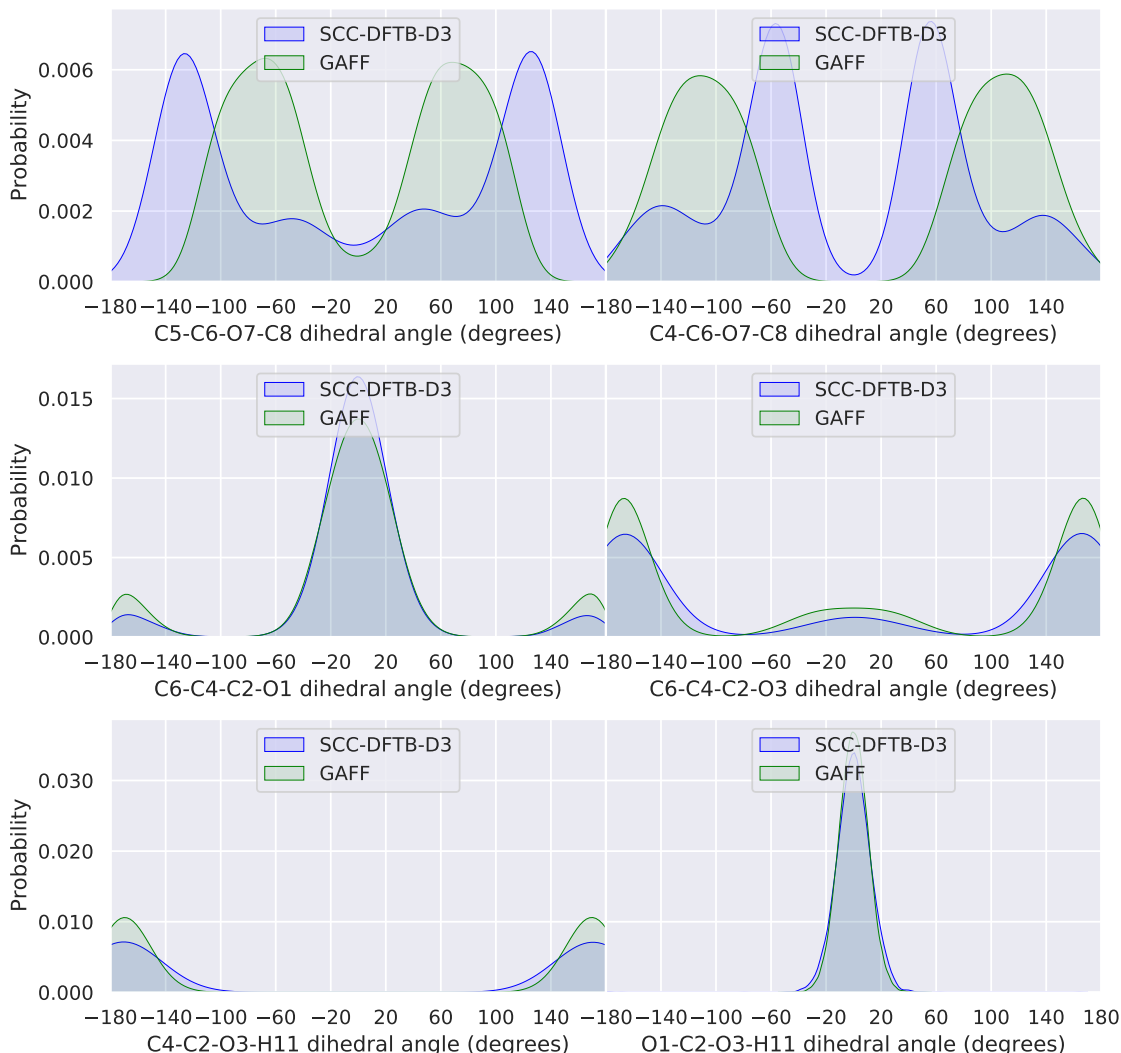 SCC-DFTB-D3
GAFF
SCC-DFTB-D3
GAFF
Probability
0.006
0.004
0.002
0.000
−180 −140 −100 −60 −20 20 60 100 140
−180 −140 −100 −60 −20 20 60 100 140
C5-C6-O7-C8 dihedral angle (degrees)
C4-C6-O7-C8 dihedral angle (degrees)
SCC-DFTB-D3
GAFF
SCC-DFTB-D3
GAFF
Probability
0.015
0.010
0.005
0.000
−180 −140 −100 −60 −20 20 60 100 140
−180 −140 −100 −60 −20 20 60 100 140
C6-C4-C2-O1 dihedral angle (degrees)
C6-C4-C2-O3 dihedral angle (degrees)
SCC-DFTB-D3
GAFF
SCC-DFTB-D3
GAFF
Probability
0.030
0.020
0.010
0.000
−180 −140 −100 −60 −20 20 60 100 140
−180 −140 −100 −60 −20 20 60 100 140 180
C4-C2-O3-H11 dihedral angle (degrees)
O1-C2-O3-H11 dihedral angle (degrees)